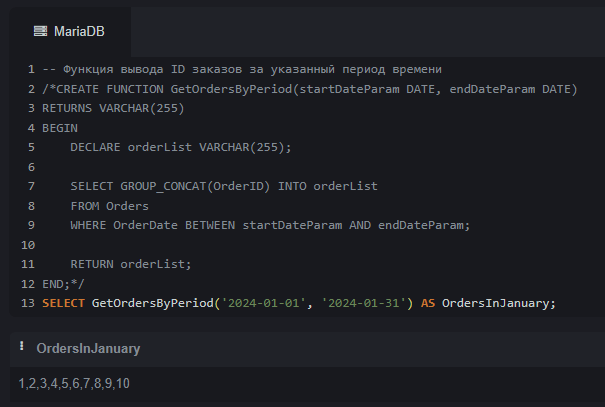 MariaDB
1 -- Функция вывода ID заказов за указанный период времени
2 /*CREATE FUNCTION GetOrdersByPeriod(startDateParam DATE, endDateParam DATE)
3 RETURNS VARCHAR(255)
4 BEGIN
5     DECLARE orderList VARCHAR(255);
6
7     SELECT GROUP_CONCAT(OrderID) INTO orderList
8     FROM Orders
9     WHERE OrderDate BETWEEN startDateParam AND endDateParam;
10
11     RETURN orderList;
12 END;*/
13 SELECT GetOrdersByPeriod('2024-01-01', '2024-01-31') AS OrdersInJanuary;
OrdersInJanuary
1,2,3,4,5,6,7,8,9,10